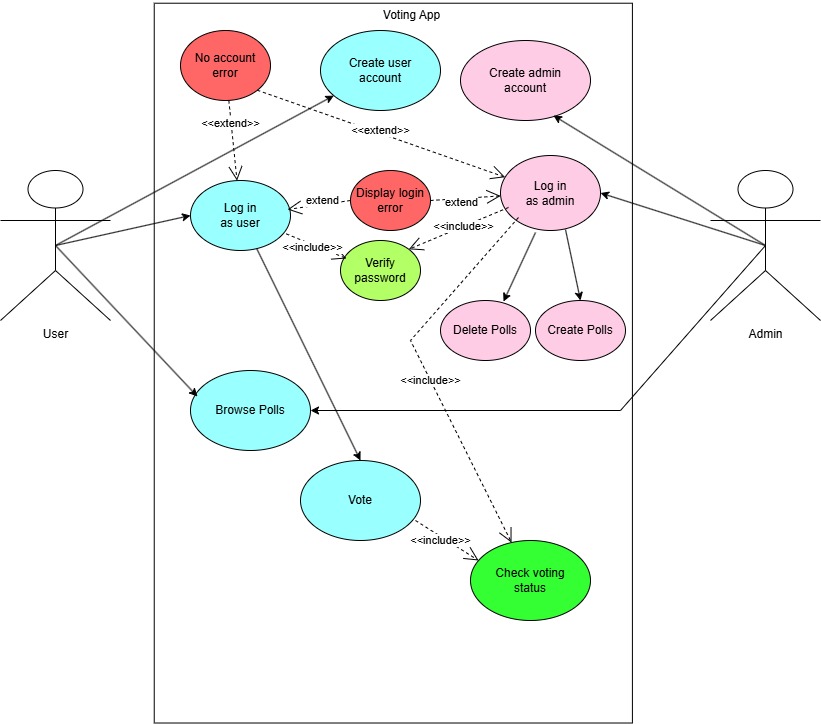 Voting App
No account
error
Create user
account
Create admin
account
<<extend>>
<<extend>>
Log in
as user
extend
Display login
error
extend
Log in
as admin
<<include>>
<<include>>
Verify
password
User
Admin
Delete Polls
Create Polls
<<include>>
Browse Polls
Vote
<<include>>
Check voting
status